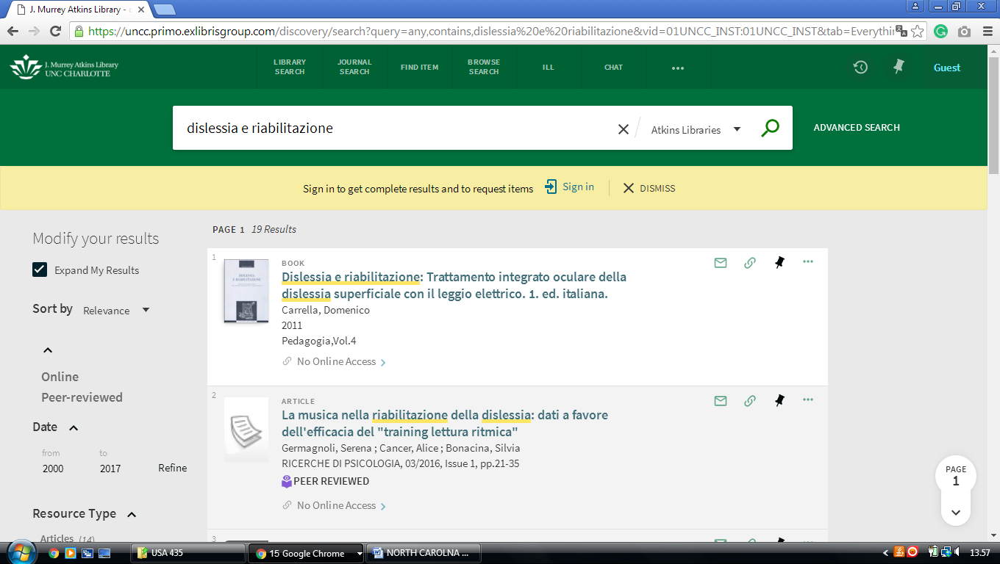 J. Murrey Atkins Library -
https://uncc.primo.exlibrisgroup.com/discovery/search?query=any,contains,dislessia%20e%20riabilitazione&vid=01UNCC_INST:01UNCC_INST&tab=Everythin
J. Murrey Atkins Library
UNC CHARLOTTE
LIBRARY SEARCH
JOURNAL SEARCH
FIND ITEM
BROWSE SEARCH
ILL
CHAT
Guest
dislessia e riabilitazione
Atkins Libraries
ADVANCED SEARCH
Sign in to get complete results and to request items
Sign in
DISMISS
Modify your results
Expand My Results
Sort by Relevance
Online
Peer-reviewed
Date
from to
2000 2017 Refine
Resource Type
Articles (14)
PAGE 1 19 Results
1
BOOK
Dislessia e riabilitazione: Trattamento integrato oculare della
dislessia superficiale con il leggio elettrico. 1. ed. italiana.
Carrella, Domenico
2011
Pedagogia,Vol.4
No Online Access
DISLESSIA
E RIABILITAZIONE
2
ARTICLE
La musica nella riabilitazione della dislessia: dati a favore
dell'efficacia del "training lettura ritmica"
Germagnoli, Serena ; Cancer, Alice ; Bonacina, Silvia
RICERCHE DI PSICOLOGIA, 03/2016, Issue 1, pp.21-35
PEER REVIEWED
No Online Access
3
PAGE
1
USA 435
15 Google Chrome
NORTH CAROLNA ...
13.57